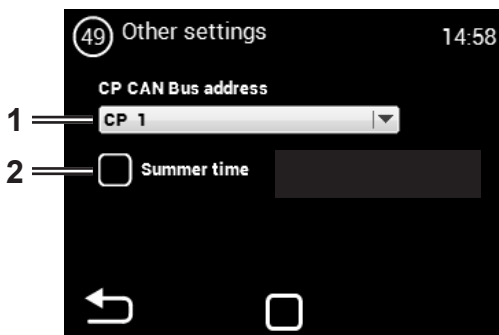 49 Other settings 14:58
CP CAN Bus address
1 CP 1
2 Summer time